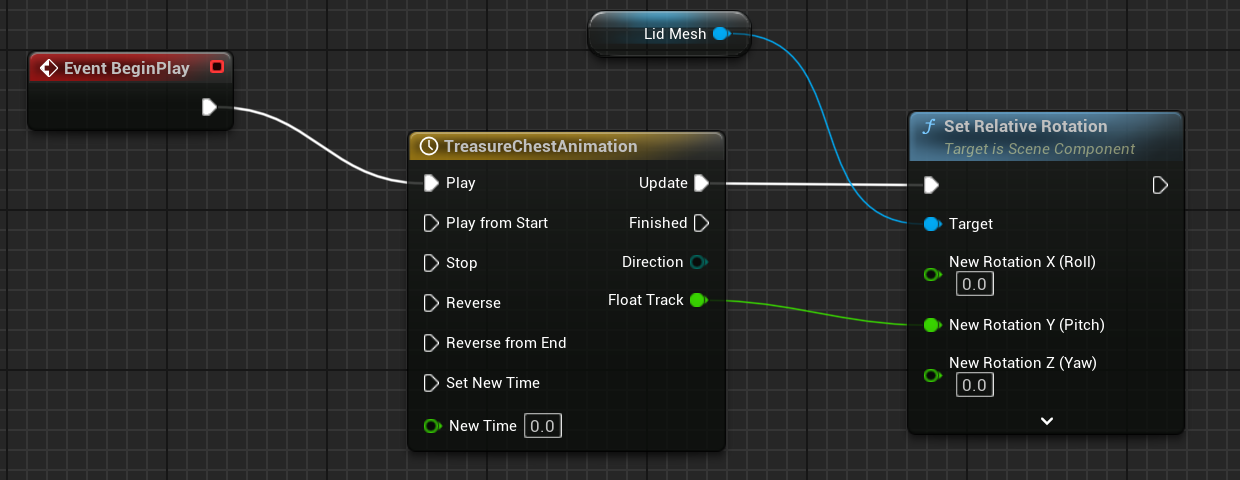 Lid Mesh
Event BeginPlay
TreasureChestAnimation
Play
Update
Play from Start
Finished
Stop
Direction
Reverse
Float Track
Reverse from End
Set New Time
New Time 0.0
f Set Relative Rotation
Target is Scene Component
Target
New Rotation X (Roll)
0.0
New Rotation Y (Pitch)
New Rotation Z (Yaw)
0.0